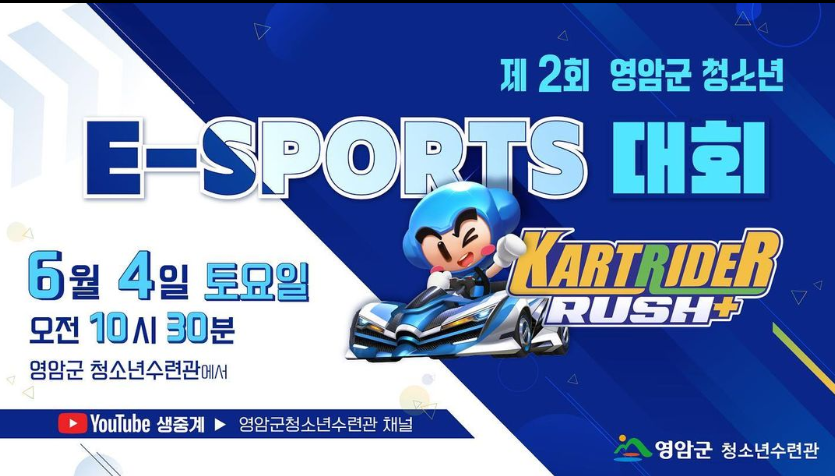 제 2회 영암군 청소년
E-SPORTS 대회
KARTRIDER
RUSH+
6월 4일 토요일
오전 10시 30분
영암군 청소년수련관에서
YouTube 생중계 ▶ 영암군청소년수련관 채널
영암군 청소년수련관